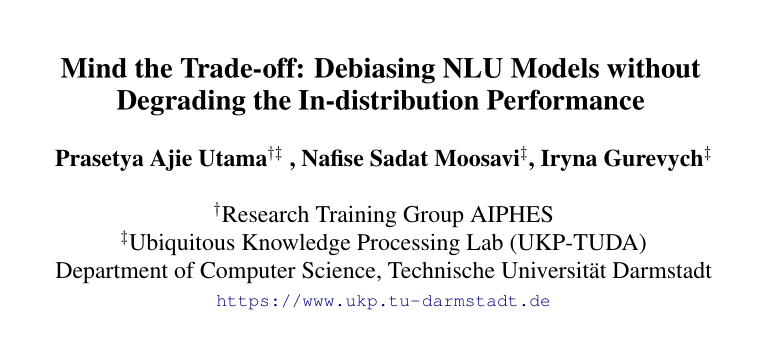 Mind the Trade-off: Debiasing NLU Models without
Degrading the In-distribution Performance
Prasetya Ajie Utama†‡ , Nafise Sadat Moosavi‡, Iryna Gurevych‡
†Research Training Group AIPHES
‡Ubiquitous Knowledge Processing Lab (UKP-TUDA)
Department of Computer Science, Technische Universität Darmstadt
https://www.ukp.tu-darmstadt.de